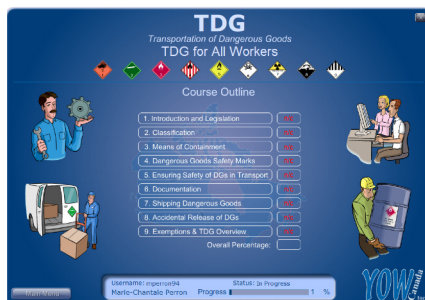 TDG
Transportation of Dangerous Goods
TDG for All Workers
Course Outline
1. Introduction and Legislation
2. Classification
3. Means of Containment
4. Dangerous Goods Safety Marks
5. Ensuring Safety of DGs in Transport
6. Documentation
7. Shipping Dangerous Goods
8. Accidental Release of DGs
9. Exemptions & TDG Overview
Overall Percentage:
Username: mperron94 Status: In Progress
Marie-Chantale Perron Progress 1 %
Main Menu
YOW Canada